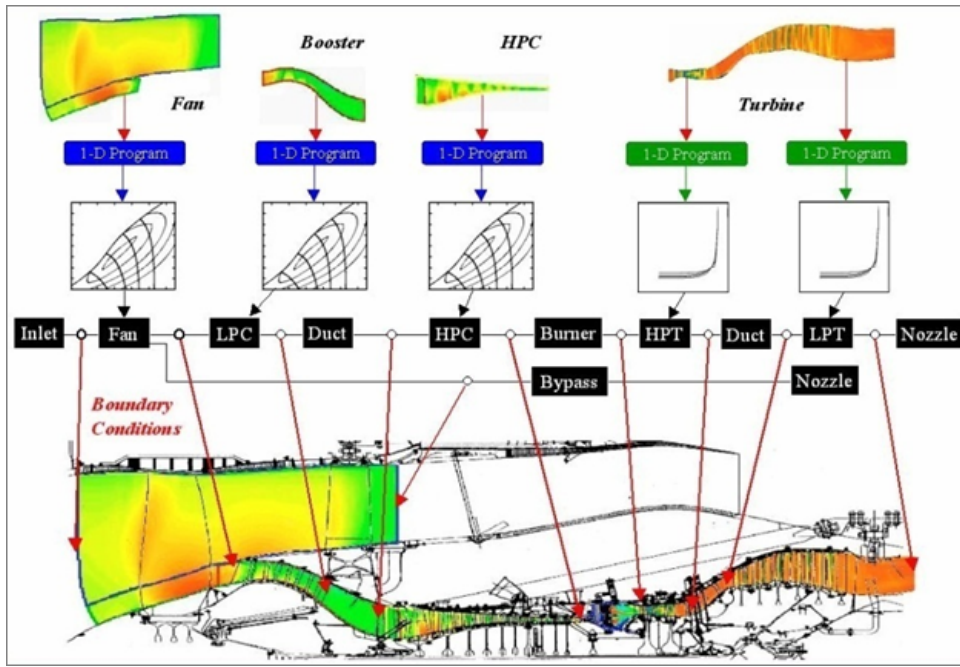 Booster
HPC
Fan
Turbine
1-D Program
1-D Program
1-D Program
1-D Program
1-D Program
Inlet
Fan
LPC
Duct
HPC
Burner
HPT
Duct
LPT
Nozzle
Bypass
Nozzle
Boundary
Conditions